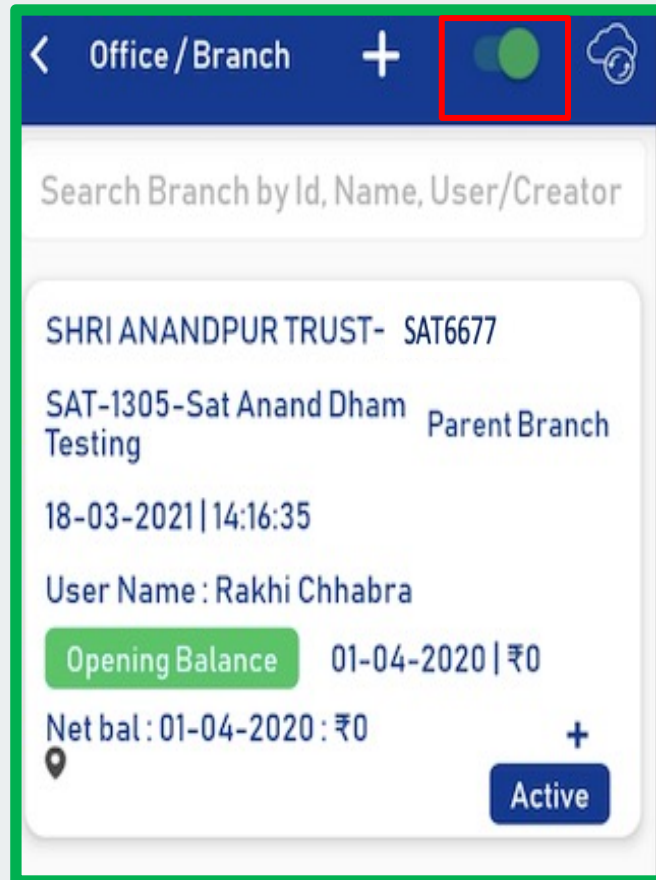 Office / Branch
Search Branch by Id, Name, User/Creator
SHRI ANANDPUR TRUST- SAT6677
SAT-1305-Sat Anand Dham Testing
Parent Branch
18-03-2021 | 14:16:35
User Name : Rakhi Chhabra
Opening Balance 01-04-2020 | ₹0
Net bal : 01-04-2020 : ₹0 +
Active